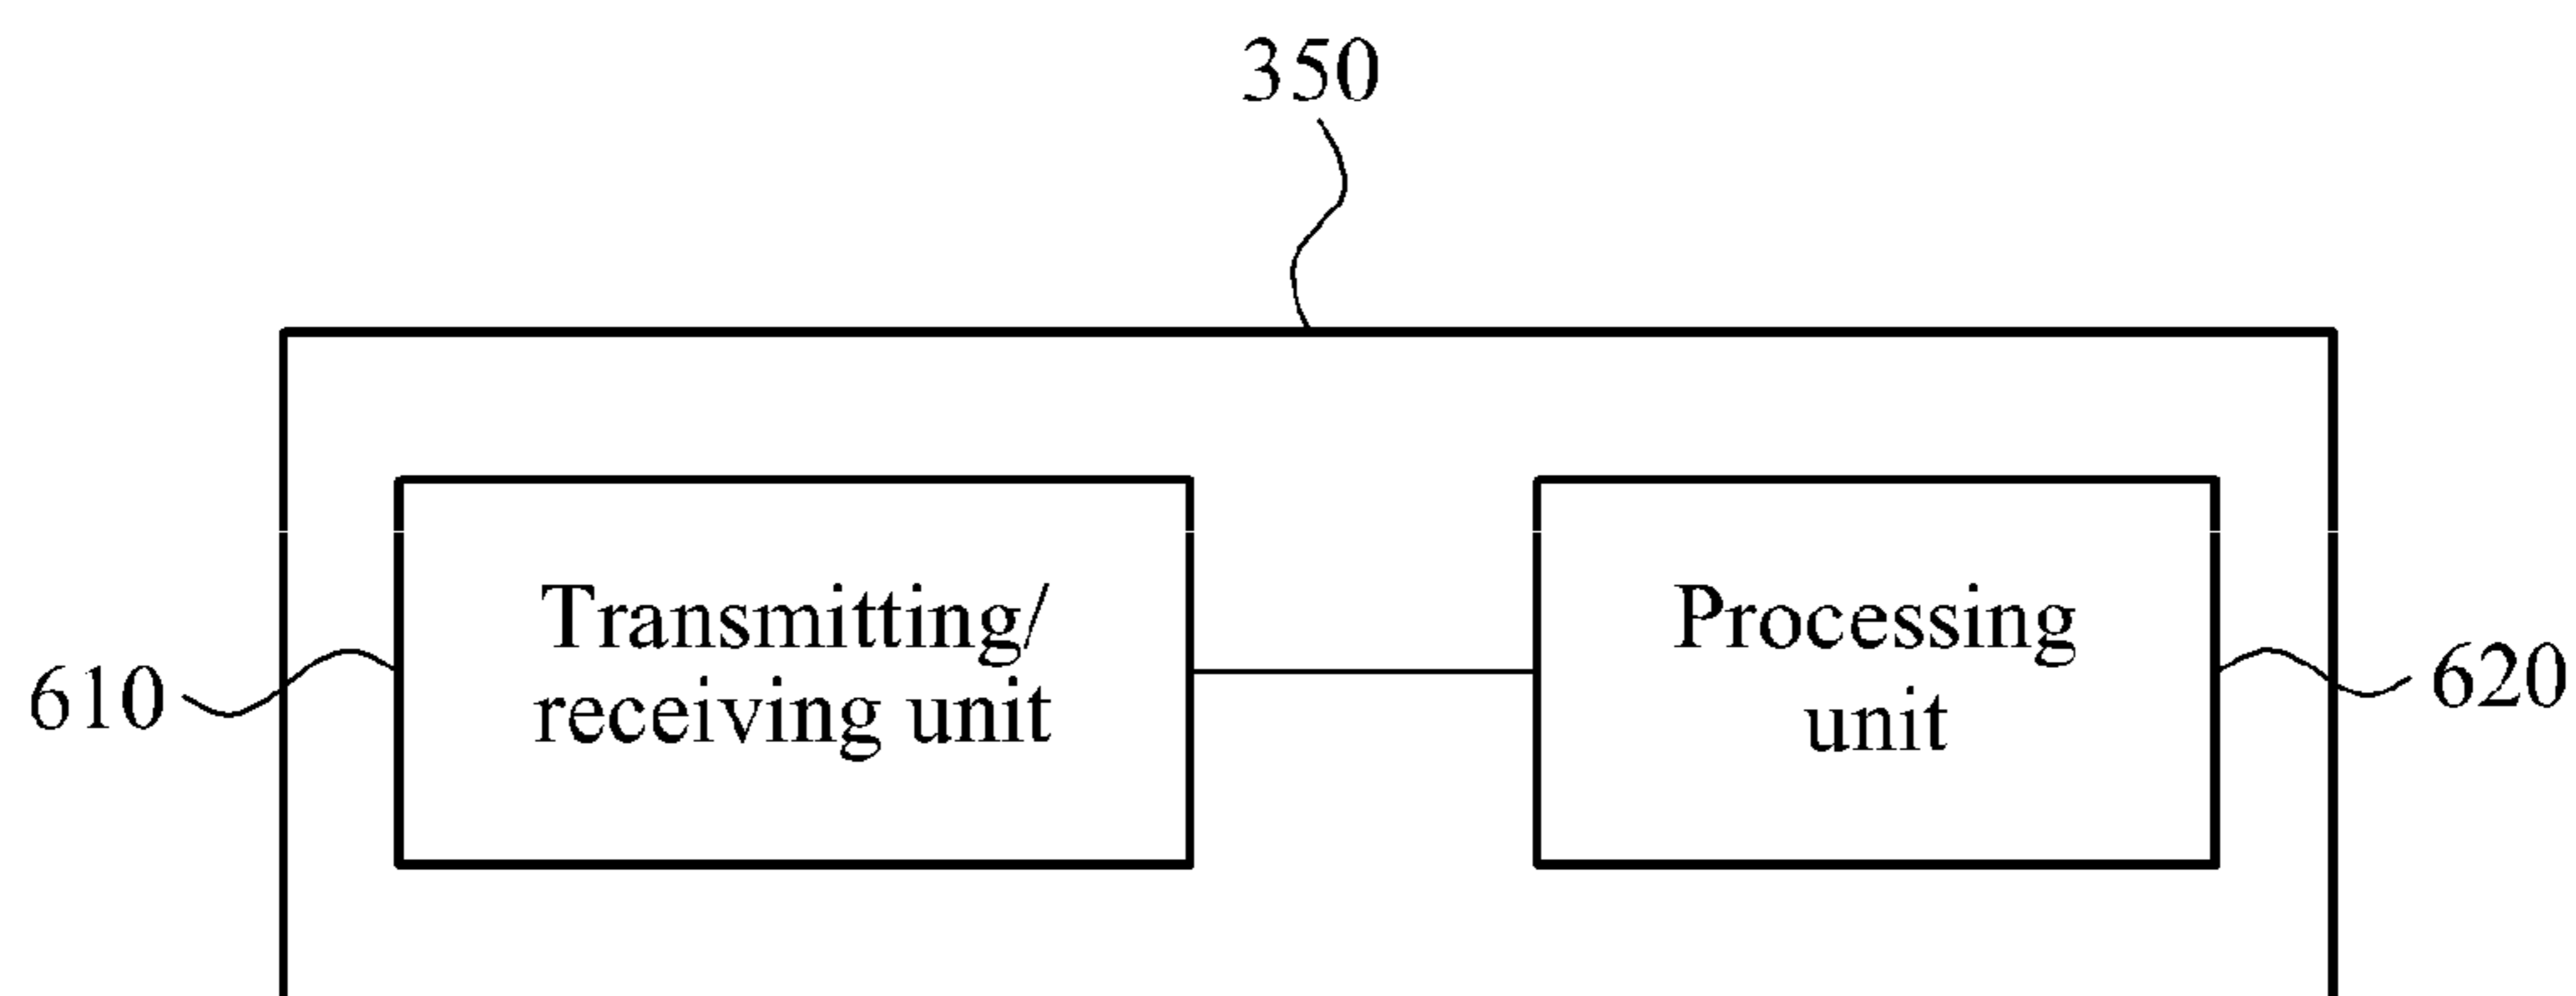 350
Transmitting/
receiving unit
Processing
unit
610
620